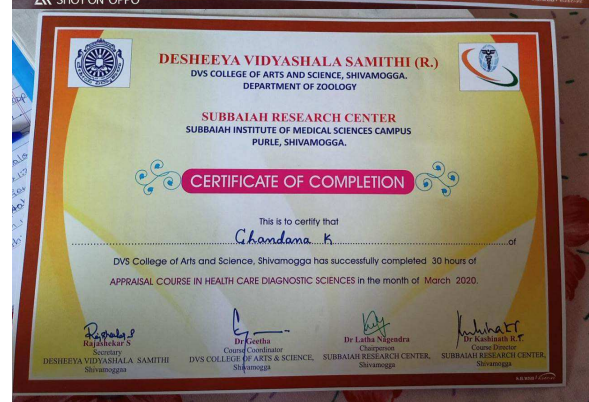 SHOT ON OPPO
DESHEEYA VIDYASHALA SAMITHI (R.)
DVS COLLEGE OF ARTS AND SCIENCE, SHIVAMOGGA.
DEPARTMENT OF ZOOLOGY
SUBBAIAH RESEARCH CENTER
SUBBAIAH INSTITUTE OF MEDICAL SCIENCES CAMPUS
PURLE, SHIVAMOGGA.
CERTIFICATE OF COMPLETION
This is to certify that
Chandana K of
DVS College of Arts and Science, Shivamogga has successfully completed 30 hours of
APPRAISAL COURSE IN HEALTH CARE DIAGNOSTIC SCIENCES in the month of March 2020.
Rajashekar S
Secretary
DESHEEYA VIDYASHALA SAMITHI
Shivamogga
Dr Geetha
Course Coordinator
DVS COLLEGE OF ARTS & SCIENCE,
Shivamogga
Dr Latha Nagendra
Chairperson
SUBBAIAH RESEARCH CENTER,
Shivamogga
Dr Kashinath R.T.
Course Director
SUBBAIAH RESEARCH CENTER,
Shivamogga